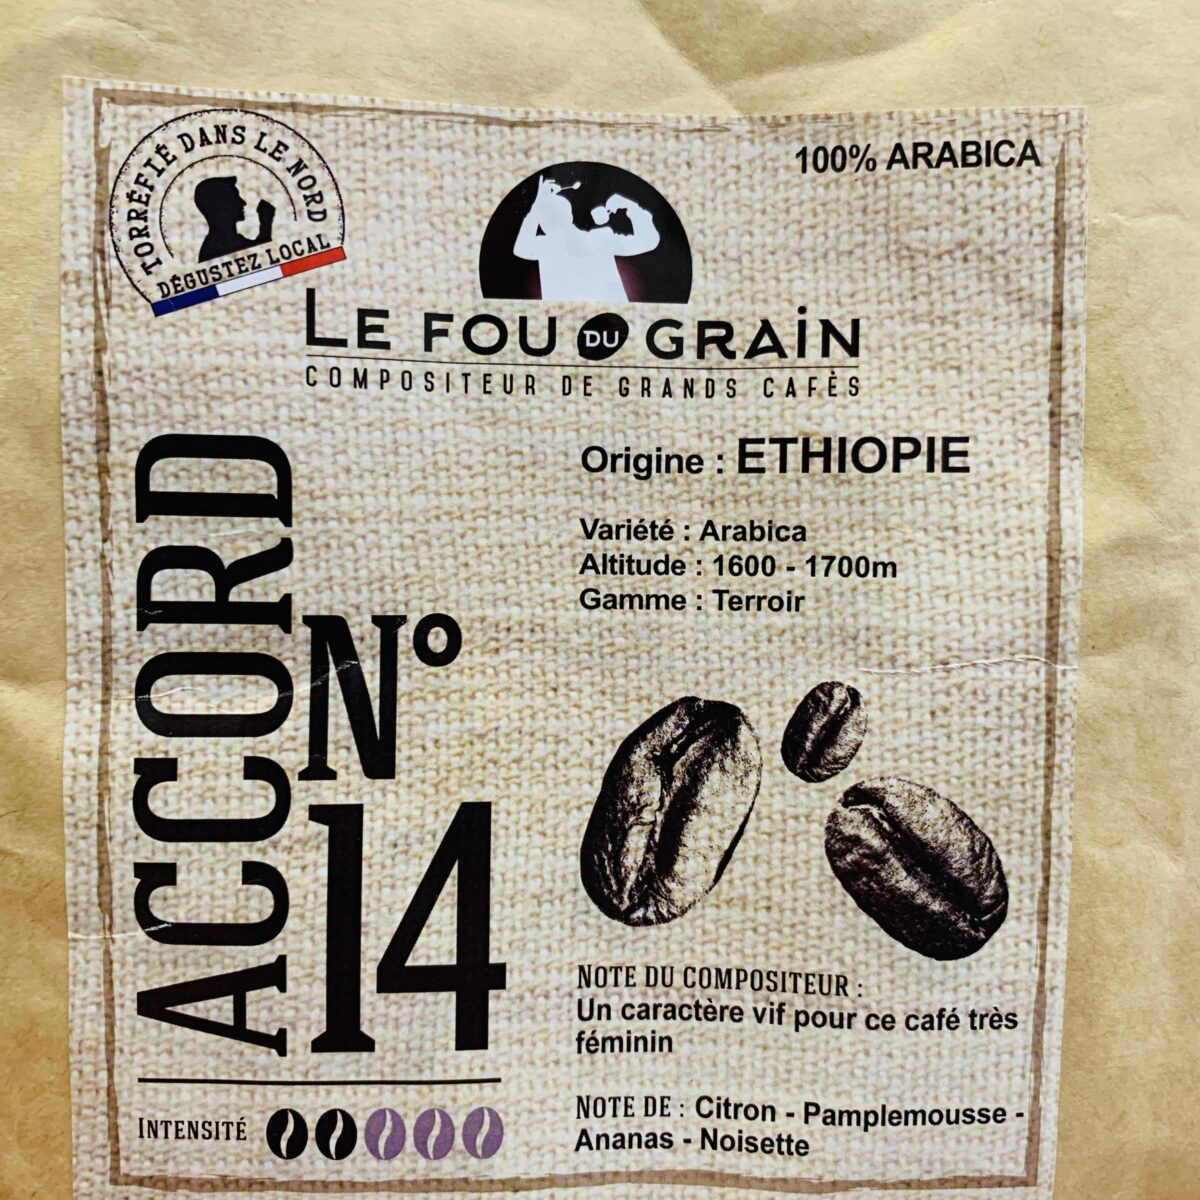 TORRÉFIÉ DANS LE NORD
DÉGUSTEZ LOCAL
100% ARABICA
LE FOU DU GRAIN
COMPOSITEUR DE GRANDS CAFÉS
ACCORD
N°
14
Origine : ETHIOPIE
Variété : Arabica
Altitude : 1600 - 1700m
Gamme : Terroir
NOTE DU COMPOSITEUR :
Un caractère vif pour ce café très
féminin
INTENSITÉ
NOTE DE : Citron - Pamplemousse -
Ananas - Noisette